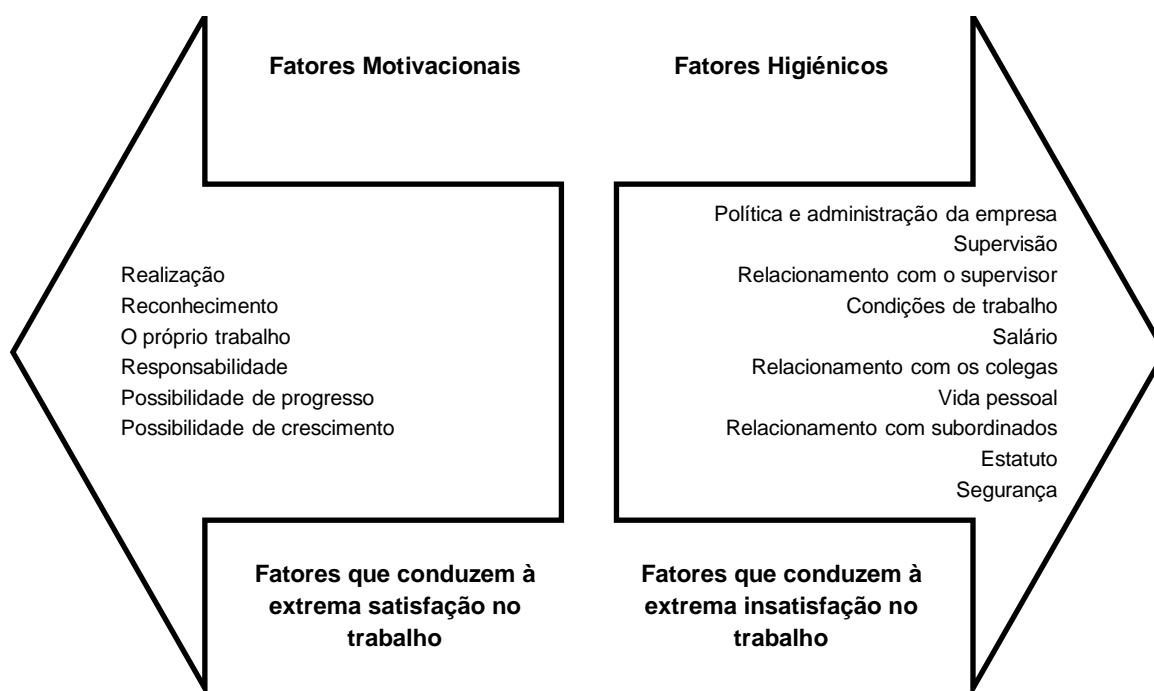 Fatores Motivacionais
Realização
Reconhecimento
O próprio trabalho
Responsabilidade
Possibilidade de progresso
Possibilidade de crescimento
Fatores que conduzem à
extrema satisfação no
trabalho
Fatores Higiénicos
Política e administração da empresa
Supervisão
Relacionamento com o supervisor
Condições de trabalho
Salário
Relacionamento com os colegas
Vida pessoal
Relacionamento com subordinados
Estatuto
Segurança
Fatores que conduzem à
extrema insatisfação no
trabalho